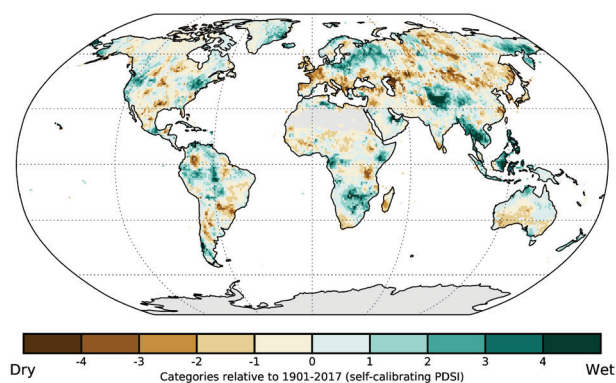 -4 -3 -2 -1 0 1 2 3 4
Dry Wet
Categories relative to 1901-2017 (self-calibrating PDSI)